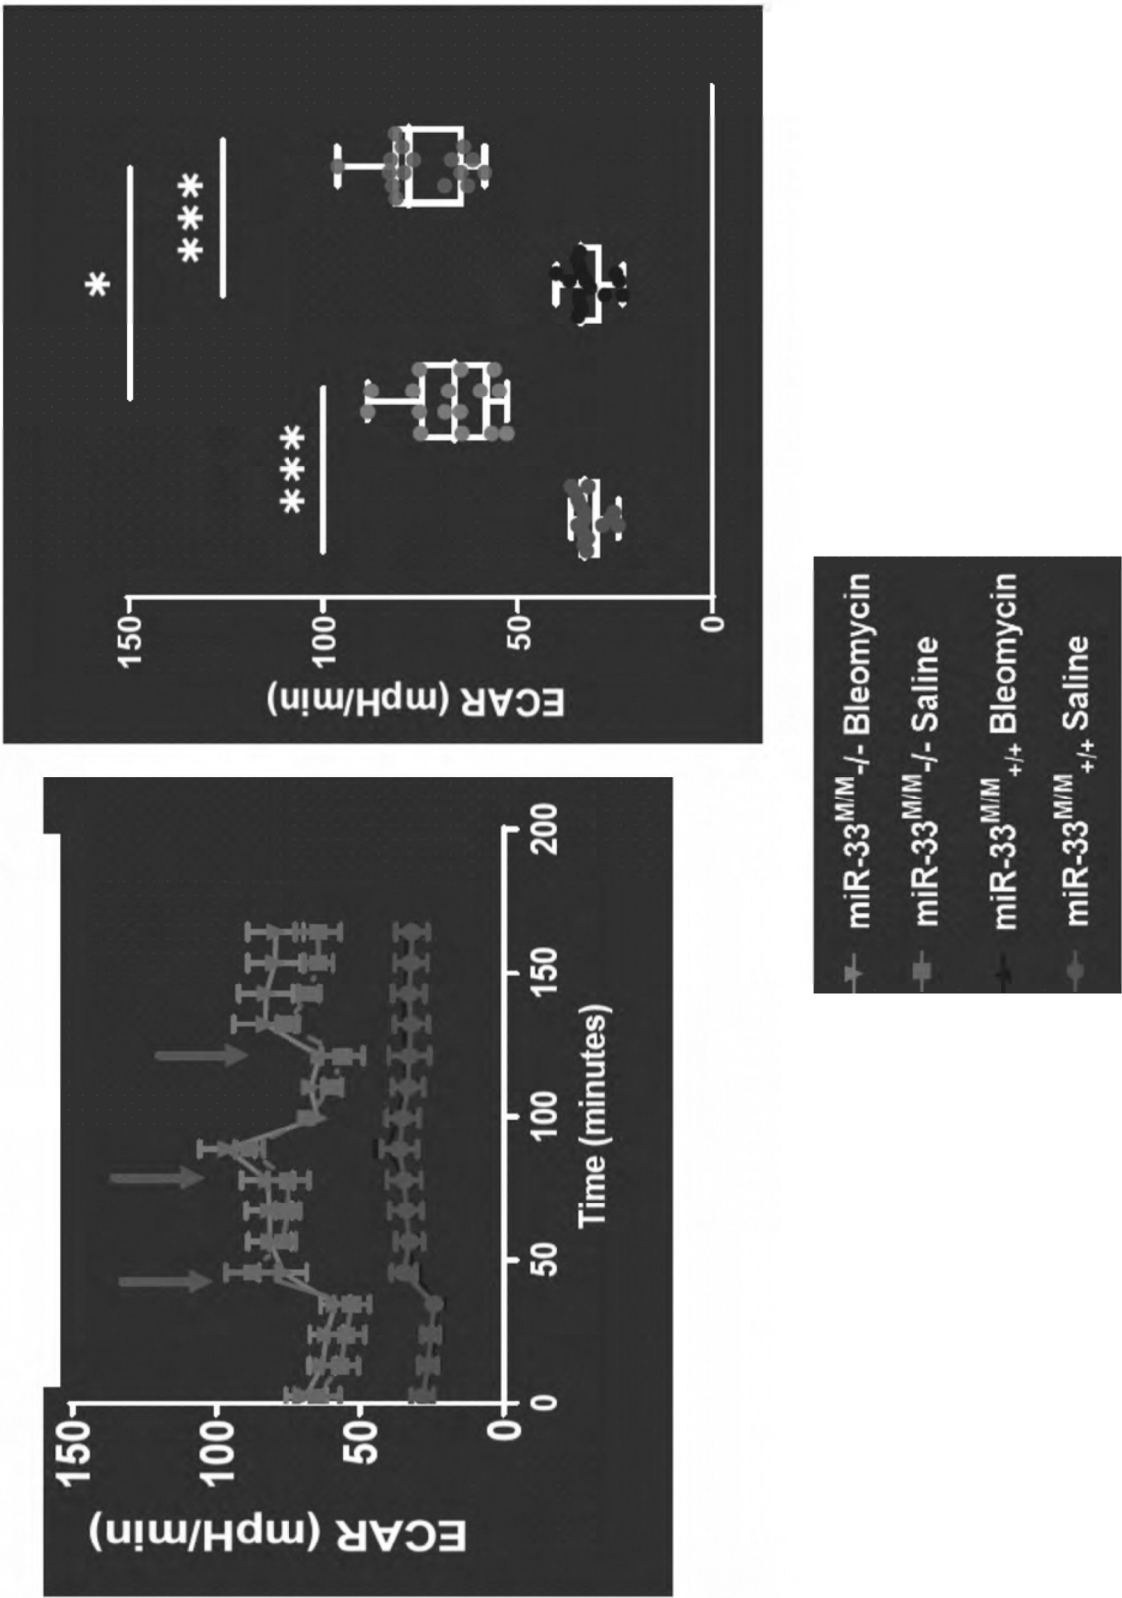 ECAR (mpH/min)
150
100
50
0
0
50
100
150
200
Time (minutes)
ECAR (mpH/min)
150
100
50
0
***
*
***
miR-33M/M-/- Bleomycin
miR-33M/M-/- Saline
miR-33M/M+/+ Bleomycin
miR-33M/M+/+ Saline